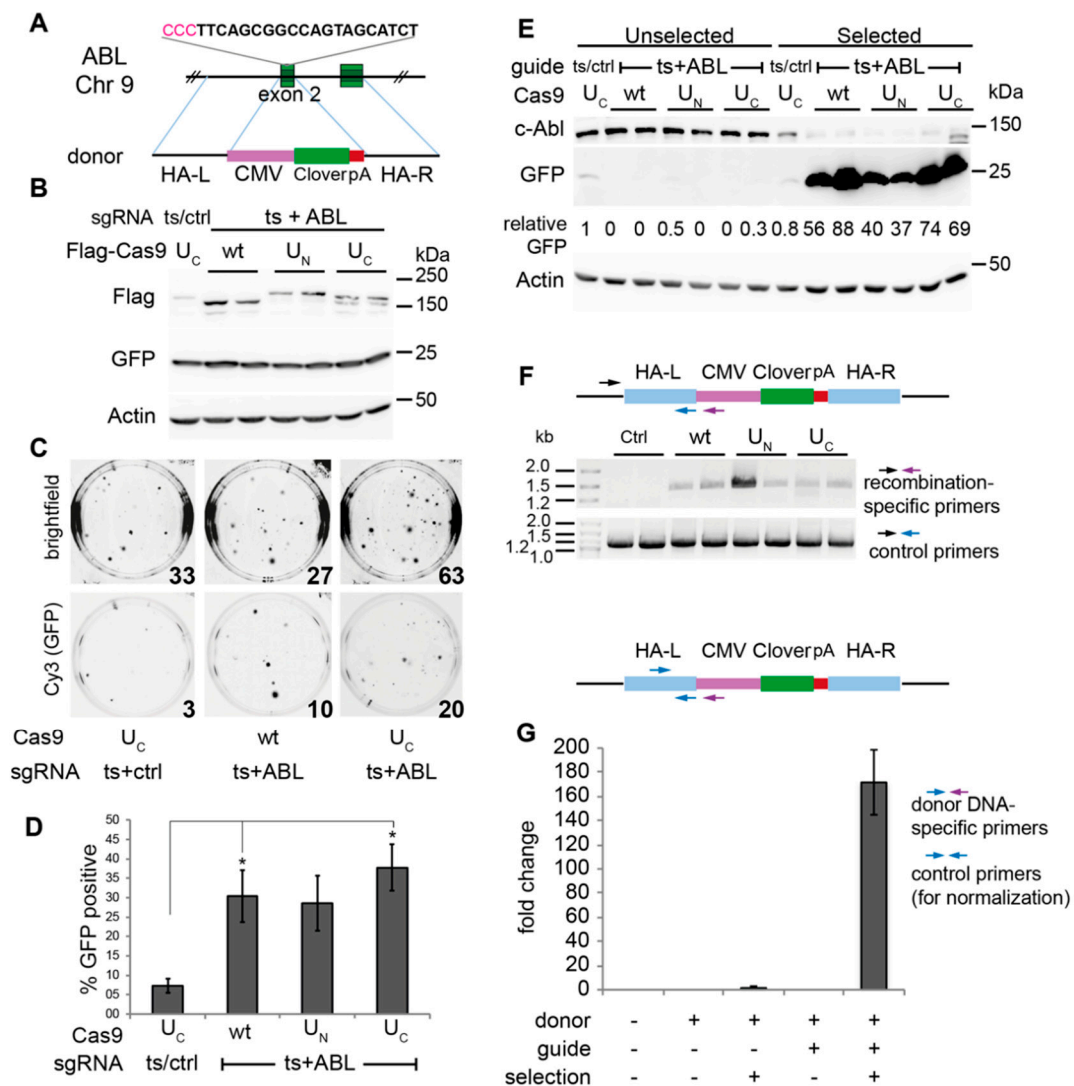 A
CCCTTCAGCGGCCAGTAGCATCT
ABL
Chr 9
exon 2
donor
HA-L CMV Clover pA HA-R
B
sgRNA ts/ctrl ts + ABL
Flag-Cas9 UC wt UN UC kDa
Flag
250
150
GFP
25
Actin
50
C
brightfield
33 27 63
Cy3 (GFP)
3 10 20
Cas9 UC wt UC
sgRNA ts+ctrl ts+ABL ts+ABL
D
% GFP positive
50
45
40
35
30
25
20
15
10
05
00
* *
Cas9 UC wt UN UC
sgRNA ts/ctrl ts+ABL
E
Unselected Selected
guide ts/ctrl ts+ABL ts/ctrl ts+ABL
Cas9 UC wt UN UC UC wt UN UC kDa
c-Abl 150
GFP 25
relative GFP
1 0 0 0.5 0 0 0.3 0.8 56 88 40 37 74 69
Actin 50
F
HA-L CMV Clover pA HA-R
kb Ctrl wt UN UC
2.0
1.5
1.2
recombination-
specific primers
2.0
1.5
1.2
1.0
control primers
HA-L CMV Clover pA HA-R
G
fold change
200
180
160
140
120
100
80
60
40
20
0
donor DNA-
specific primers
control primers
(for normalization)
donor - + + + +
guide - - - + +
selection - - + - +